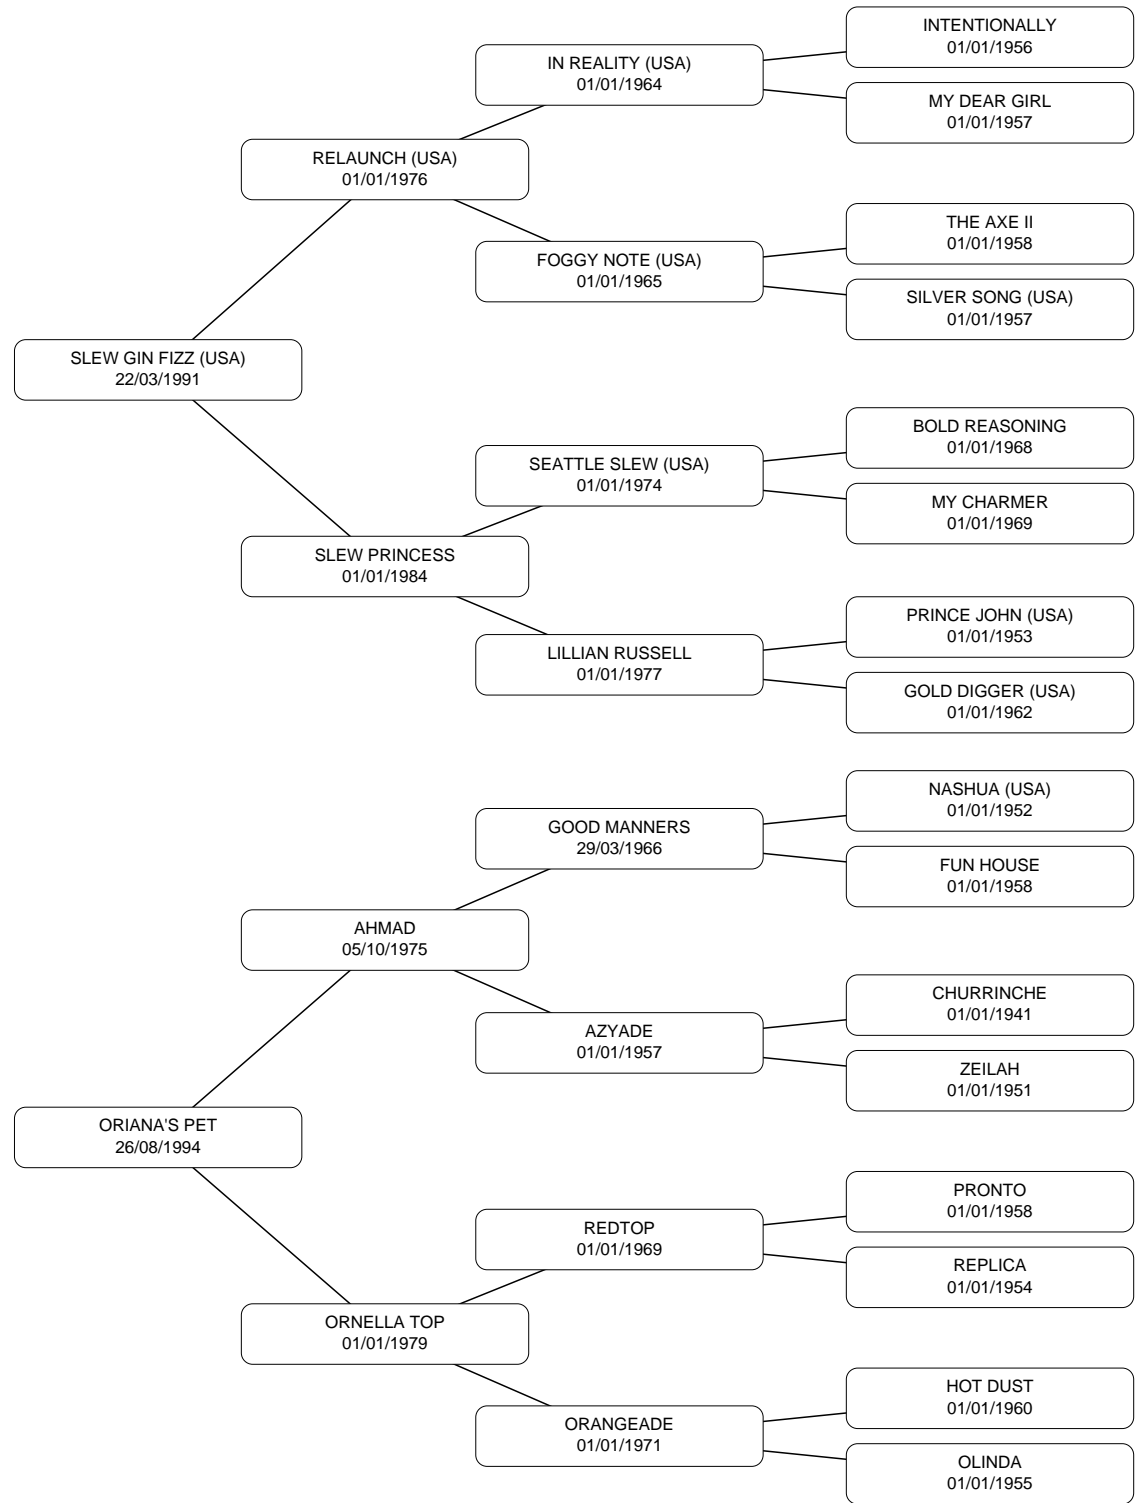 INTENTIONALLY
01/01/1956
IN REALITY (USA)
01/01/1964
MY DEAR GIRL
01/01/1957
RELAUNCH (USA)
01/01/1976
THE AXE II
01/01/1958
FOGGY NOTE (USA)
01/01/1965
SILVER SONG (USA)
01/01/1957
SLEW GIN FIZZ (USA)
22/03/1991
BOLD REASONING
01/01/1968
SEATTLE SLEW (USA)
01/01/1974
MY CHARMER
01/01/1969
SLEW PRINCESS
01/01/1984
PRINCE JOHN (USA)
01/01/1953
LILLIAN RUSSELL
01/01/1977
GOLD DIGGER (USA)
01/01/1962
NASHUA (USA)
01/01/1952
GOOD MANNERS
29/03/1966
FUN HOUSE
01/01/1958
AHMAD
05/10/1975
CHURRINCHE
01/01/1941
AZYADE
01/01/1957
ZEILAH
01/01/1951
ORIANA'S PET
26/08/1994
PRONTO
01/01/1958
REDTOP
01/01/1969
REPLICA
01/01/1954
ORNELLA TOP
01/01/1979
HOT DUST
01/01/1960
ORANGEADE
01/01/1971
OLINDA
01/01/1955